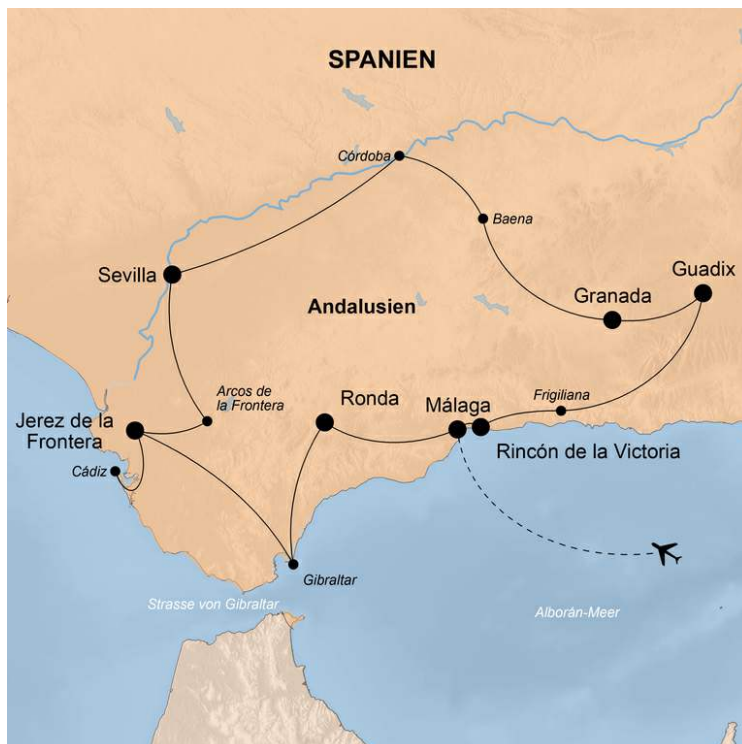 SPANIEN
Córdoba
Baena
Sevilla
Guadix
Andalusien
Granada
Arcos de
la Frontera
Ronda
Málaga
Frigiliana
Jerez de la
Frontera
Rincón de la Victoria
Cádiz
Gibraltar
Strasse von Gibraltar
Alborán-Meer